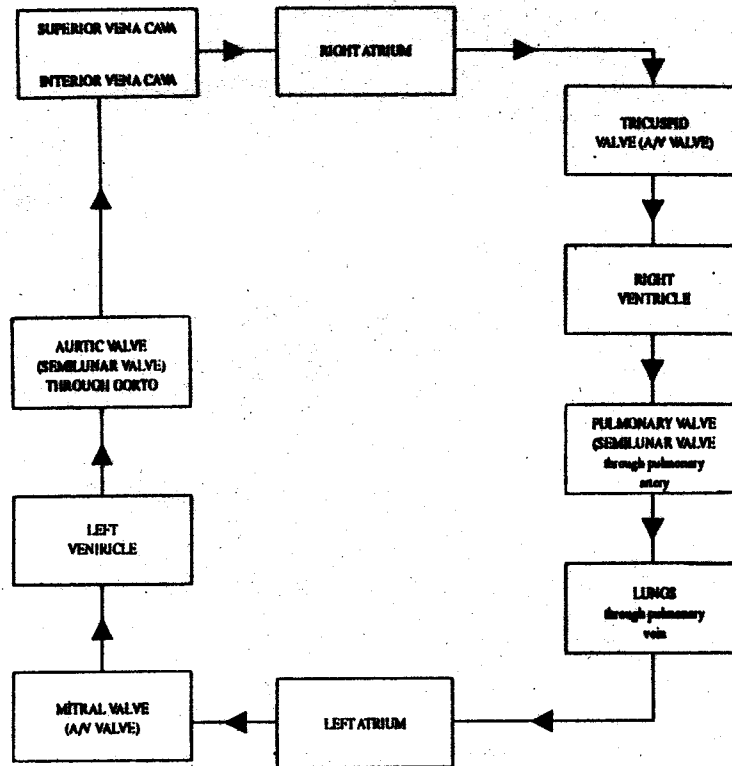 SUPERIOR VENA CAVA
INTERIOR VENA CAVA
RIGHT ATRIUM
TRICUSPID
VALVE (A/V VALVE)
RIGHT
VENTRICLE
PULMONARY VALVE
(SEMILUNAR VALVE
through pulmonary
artery
LUNGS
through pulmonary
vein
LEFT ATRIUM
MITRAL VALVE
(A/V VALVE)
LEFT
VENIRICLE
AURTIC VALVE
(SEMILUNAR VALVE)
THROUGH OORTO